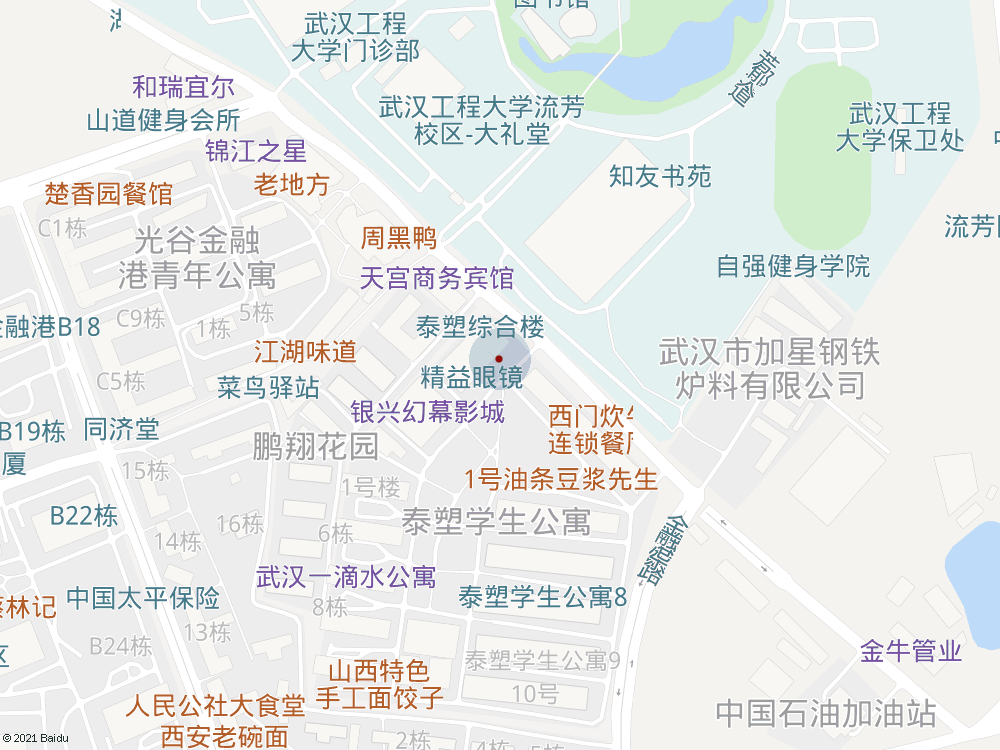 图书馆
武汉工程
大学门诊部
芳都道
和瑞宜尔
山道健身会所
武汉工程大学流芳
校区-大礼堂
武汉工程
大学保卫处
锦江之星
老地方
知友书苑
楚香园餐馆
C1栋
光谷金融
港青年公寓
周黑鸭
流芳
天宫商务宾馆
自强健身学院
金融港B18
C9栋
1栋
5栋
泰塑综合楼
武汉市加星钢铁
炉料有限公司
江湖味道
C5栋
菜鸟驿站
精益眼镜
银兴幻幕影城
西门炊
连锁餐
B19栋
厦
同济堂
鹏翔花园
15栋
1号楼
1号油条豆浆先生
B22栋
16栋
6栋
泰塑学生公寓
14栋
金融港路
武汉一滴水公寓
林记
中国太平保险
8栋
泰塑学生公寓8
13栋
B24栋
区
泰塑学生公寓9
金牛管业
山西特色
手工面饺子
10号
人民公社大食堂
中国石油加油站
西安老碗面
2栋
4栋
© 2021 Baidu